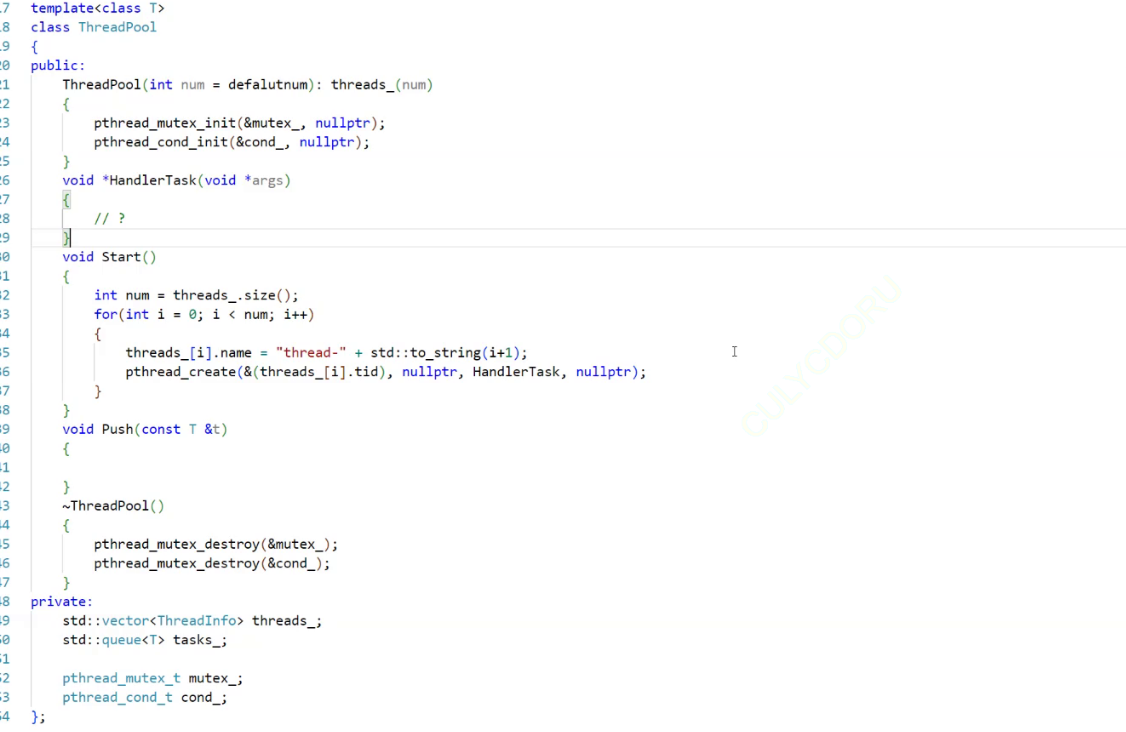 17 template<class T>
18 class ThreadPool
19 {
20 public:
21     ThreadPool(int num = defalutnum): threads_(num)
22     {
23         pthread_mutex_init(&mutex_, nullptr);
24         pthread_cond_init(&cond_, nullptr);
25     }
26     void *HandlerTask(void *args)
27     {
28         // ?
29     }
30     void Start()
31     {
32         int num = threads_.size();
33         for(int i = 0; i < num; i++)
34         {
35             threads_[i].name = "thread-" + std::to_string(i+1);
36             pthread_create(&(threads_[i].tid), nullptr, HandlerTask, nullptr);
37         }
38     }
39     void Push(const T &t)
40     {
41
42     }
43     ~ThreadPool()
44     {
45         pthread_mutex_destroy(&mutex_);
46         pthread_mutex_destroy(&cond_);
47     }
48 private:
49     std::vector<ThreadInfo> threads_;
50     std::queue<T> tasks_;
51
52     pthread_mutex_t mutex_;
53     pthread_cond_t cond_;
54 };